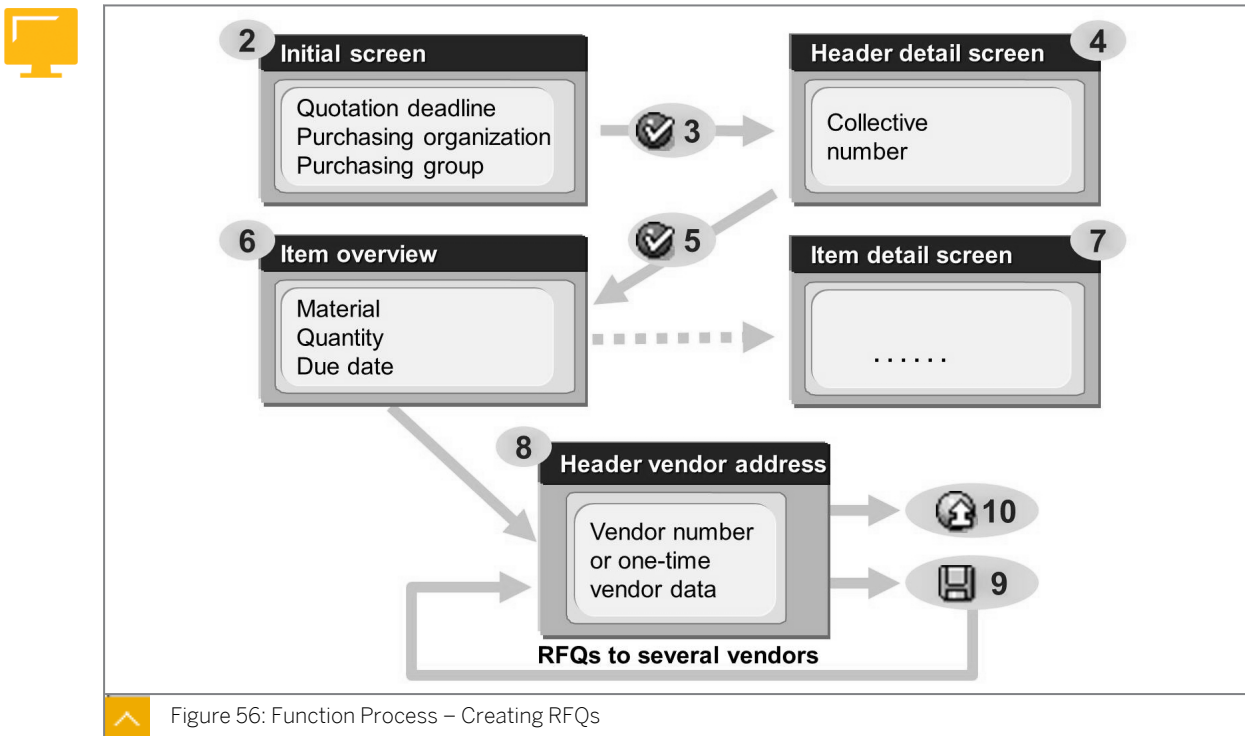 2
Initial screen
Quotation deadline
Purchasing organization
Purchasing group
3
4
Header detail screen
Collective
number
5
6
Item overview
Material
Quantity
Due date
7
Item detail screen
......
8
Header vendor address
Vendor number
or one-time
vendor data
10
9
RFQs to several vendors
Figure 56: Function Process – Creating RFQs